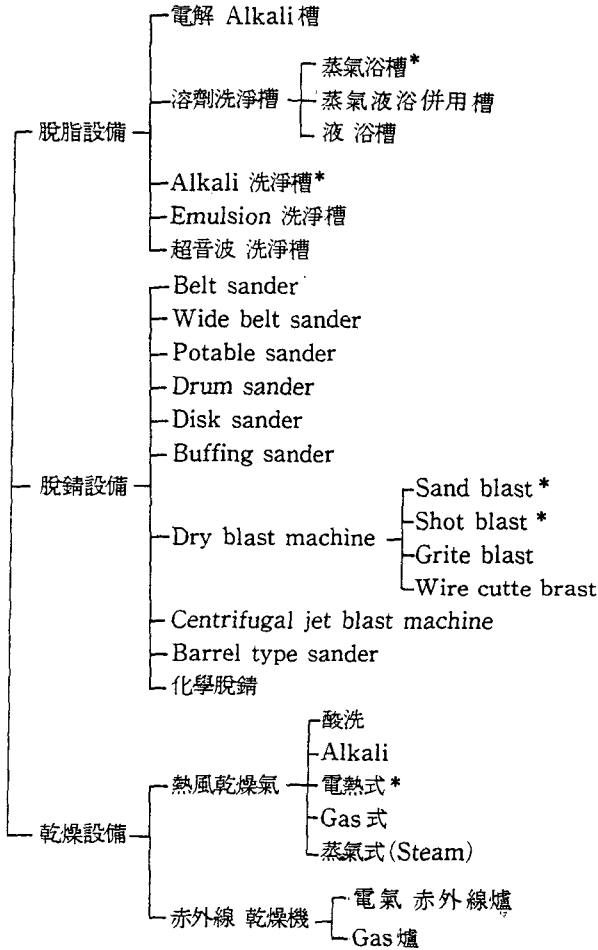 電解 Alkali槽
蒸氣浴槽*
溶劑洗淨槽
蒸氣液浴併用槽
液 浴槽
脫脂設備
Alkali 洗淨槽*
Emulsion 洗淨槽
超音波 洗淨槽
Belt sander
Wide belt sander
Potable sander
Drum sander
Disk sander
Buffing sander
脫錆設備
Sand blast*
Shot blast*
Dry blast machine
Grite blast
Wire cutte brast
Centrifugal jet blast machine
Barrel type sander
化學脫錆
酸洗
Alkali
熱風乾燥氣
電熱式*
Gas式
蒸氣式(Steam)
乾燥設備
電氣 赤外線爐
赤外線 乾燥機
Gas爐